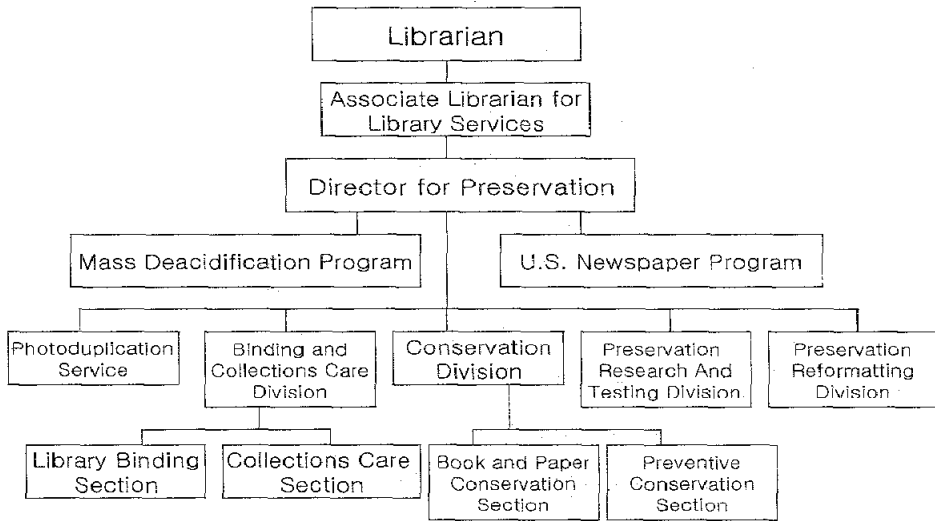 Librarian
Associate Librarian for
Library Services
Director for Preservation
Mass Deacidification Program
U.S. Newspaper Program
Photoduplication
Service
Binding and
Collections Care
Division
Conservation
Division
Preservation
Research And
Testing Division
Preservation
Reformatting
Division
Library Binding
Section
Collections Care
Section
Book and Paper
Conservation
Section
Preventive
Conservation
Section